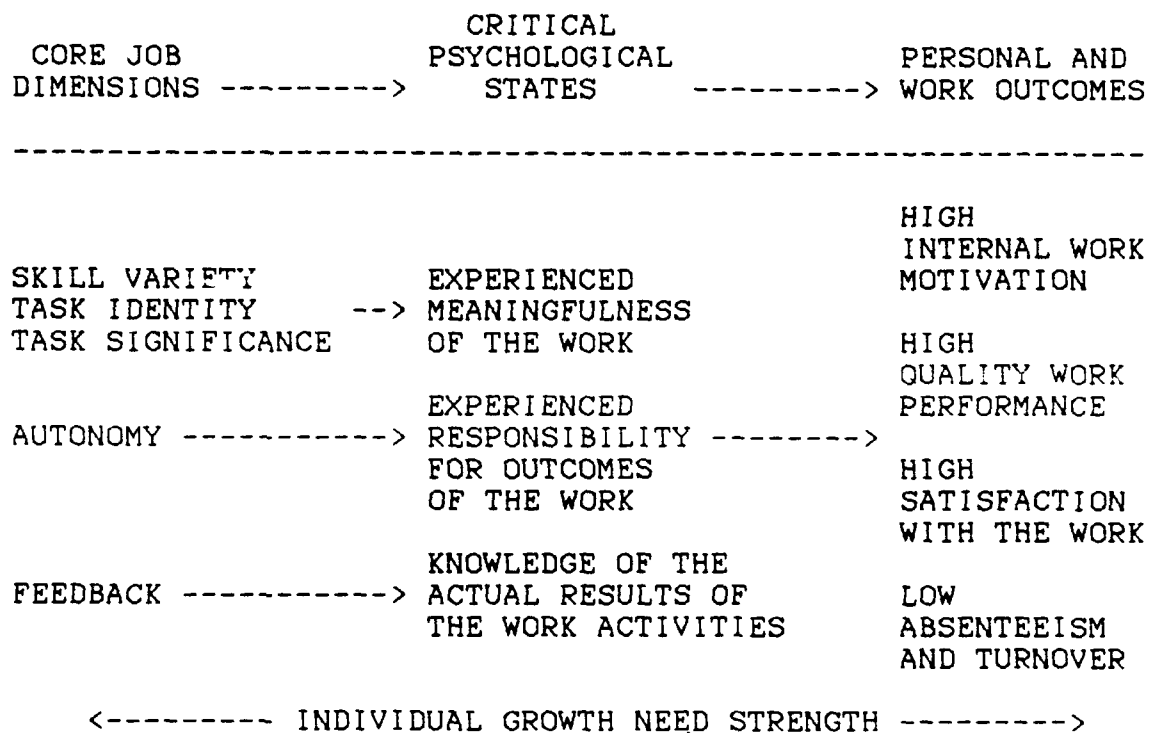 CRITICAL
CORE JOB PSYCHOLOGICAL PERSONAL AND
DIMENSIONS ---------> STATES ---------> WORK OUTCOMES
------------------------------------------------------------
HIGH
INTERNAL WORK
SKILL VARIETY EXPERIENCED MOTIVATION
TASK IDENTITY --> MEANINGFULNESS
TASK SIGNIFICANCE OF THE WORK HIGH
QUALITY WORK
EXPERIENCED PERFORMANCE
AUTONOMY -----------> RESPONSIBILITY -------->
FOR OUTCOMES HIGH
OF THE WORK SATISFACTION
WITH THE WORK
KNOWLEDGE OF THE
FEEDBACK -----------> ACTUAL RESULTS OF LOW
THE WORK ACTIVITIES ABSENTEEISM
AND TURNOVER
<--------- INDIVIDUAL GROWTH NEED STRENGTH --------->